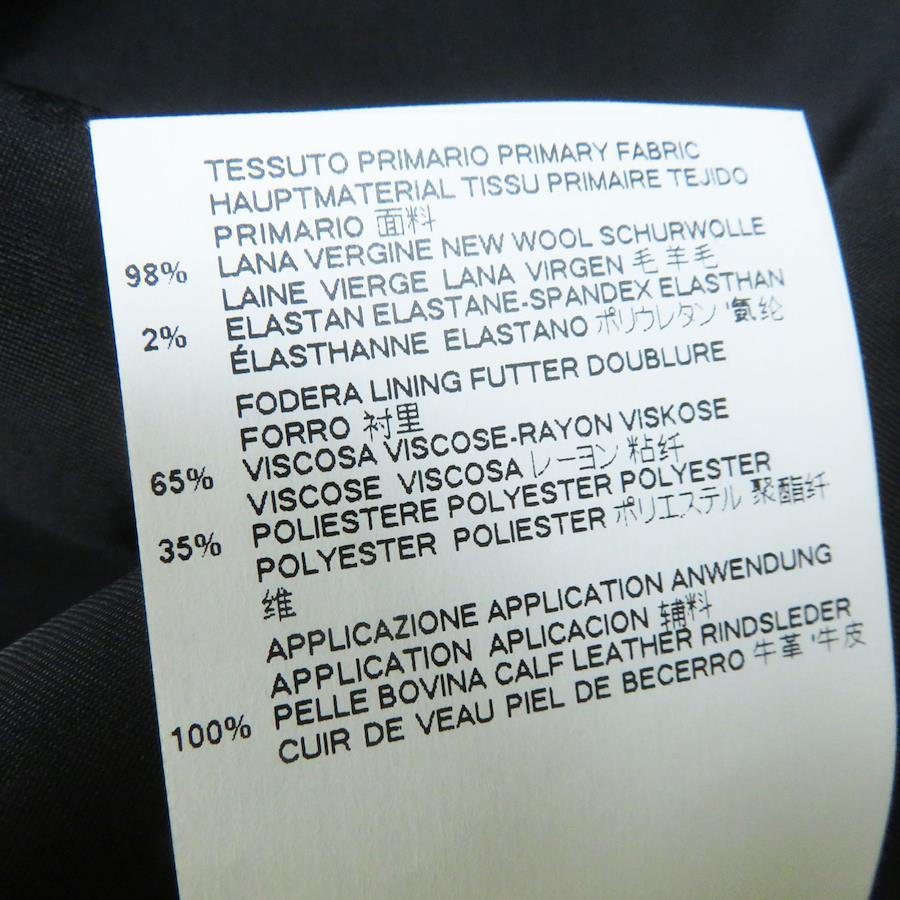 TESSUTO PRIMARIO PRIMARY FABRIC
HAUPTMATERIAL TISSU PRIMAIRE TEJIDO
PRIMARIO 面料
98% LANA VERGINE NEW WOOL SCHURWOLLE
LAINE VIERGE LANA VIRGEN 毛 羊毛
2% ELASTAN ELASTANE-SPANDEX ELASTHAN
ÉLASTHANNE ELASTANO ポリウレタン '氨纶
FODERA LINING FUTTER DOUBLURE
FORRO 衬里
65% VISCOSA VISCOSE-RAYON VISKOSE
VISCOSE VISCOSA レーヨン 粘纤
35% POLIESTERE POLYESTER POLYESTER
POLYESTER POLIESTER ポリエステル 聚酯纤
维
APPLICAZIONE APPLICATION ANWENDUNG
APPLICATION APLICACION 辅料
100% PELLE BOVINA CALF LEATHER RINDSLEDER
CUIR DE VEAU PIEL DE BECERRO 牛革 '牛皮